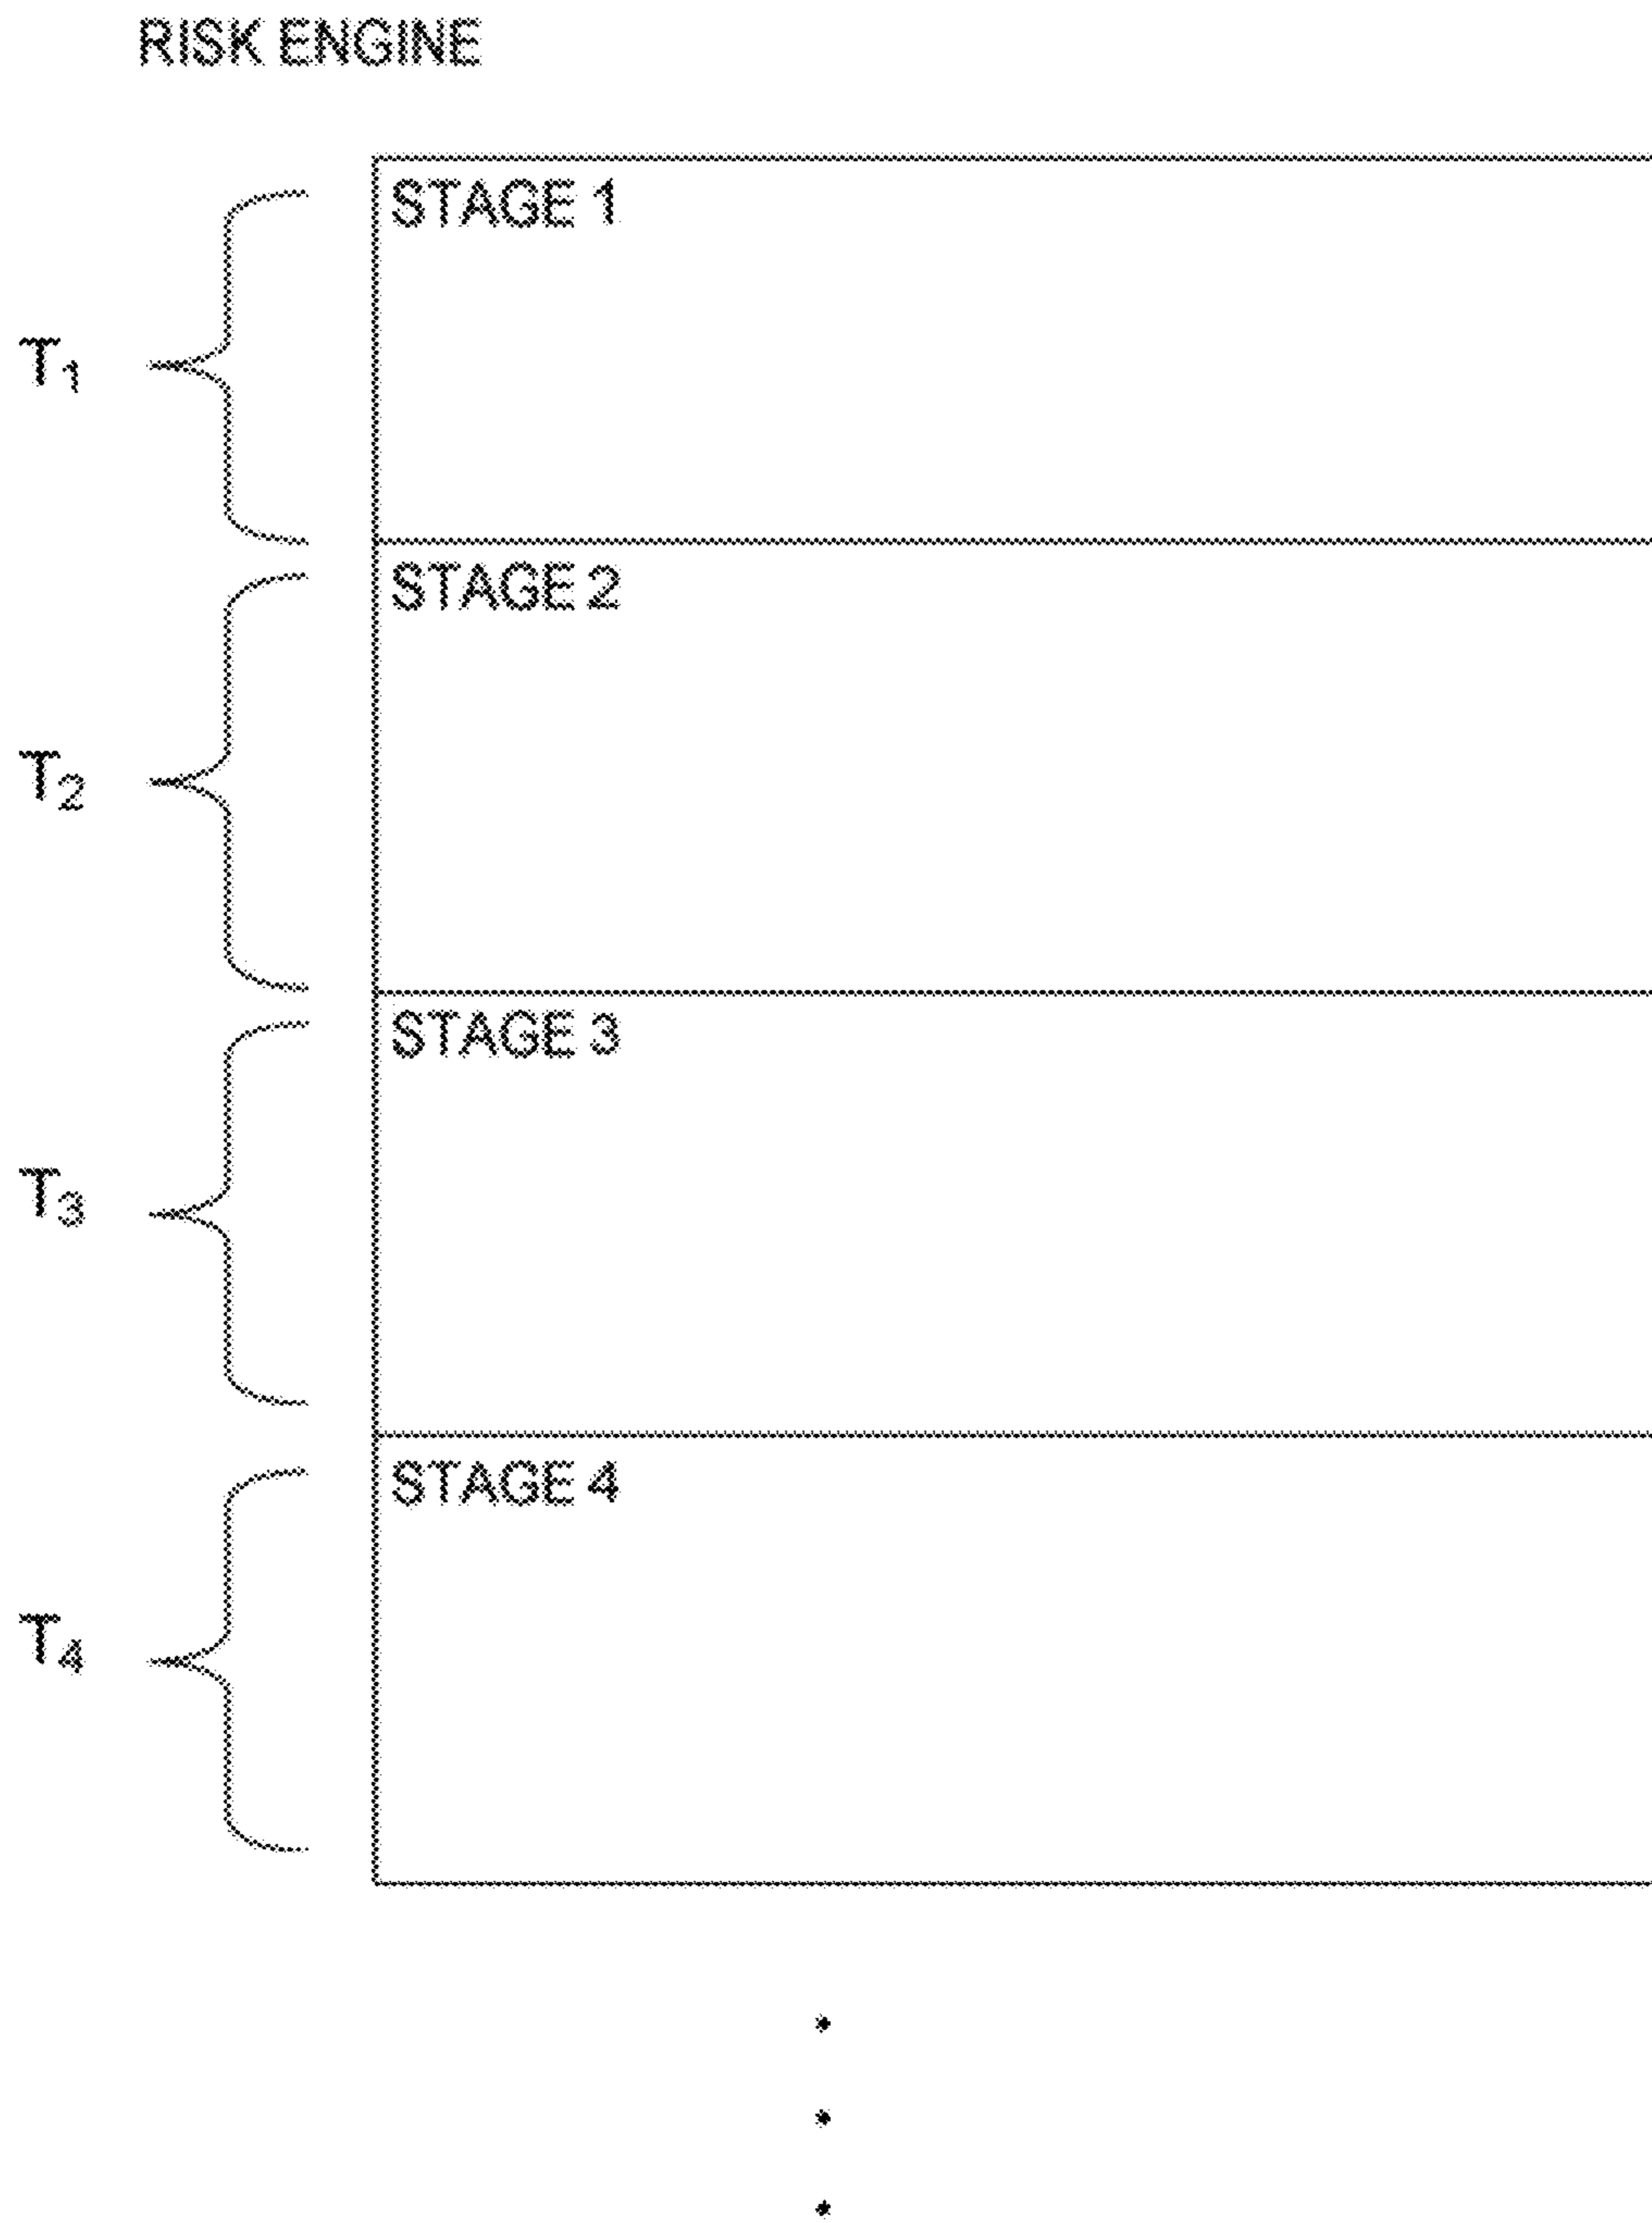 RISK ENGINE
STAGE 1
T1
STAGE 2
T2
STAGE 3
T3
STAGE 4
T4